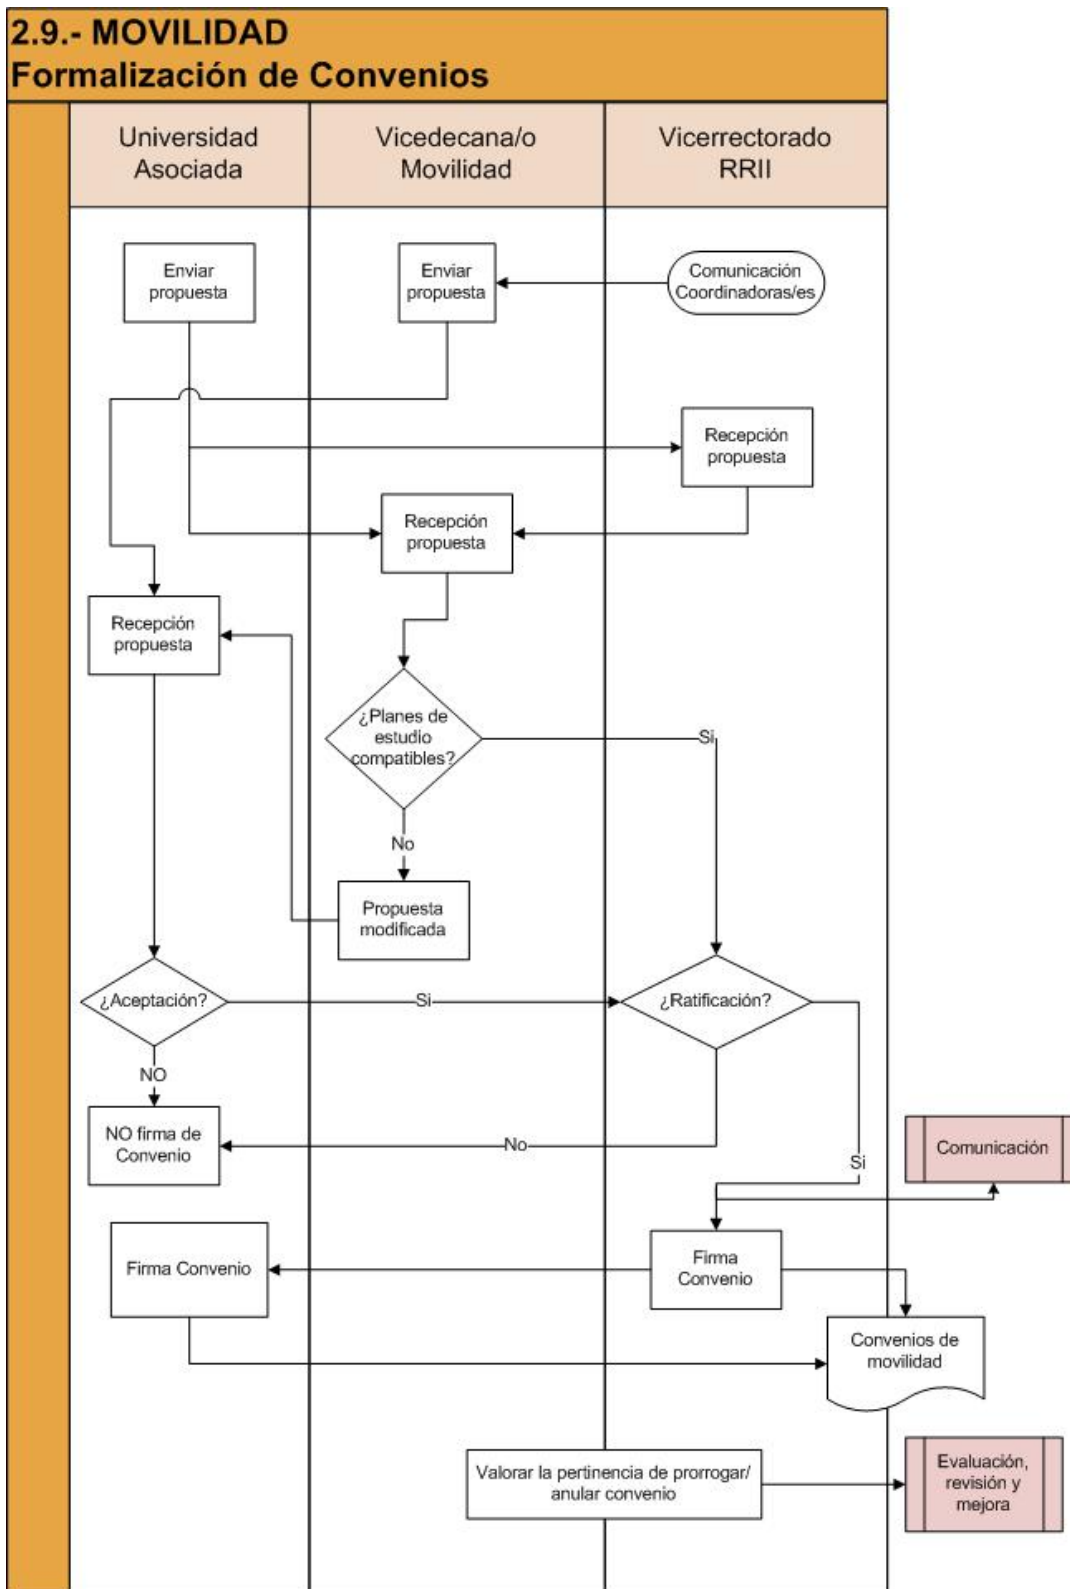 2.9.- MOVILIDAD
Formalización de Convenios
Universidad
Asociada
Vicedecana/o
Movilidad
Vicerrectorado
RRII
Enviar
propuesta
Enviar
propuesta
Comunicación
Coordinadoras/es
Recepción
propuesta
Recepción
propuesta
Recepción
propuesta
¿Planes de
estudio
compatibles?
Si
No
Propuesta
modificada
¿Aceptación?
Si
¿Ratificación?
NO
NO firma de
Convenio
No
Si
Comunicación
Firma Convenio
Firma
Convenio
Convenios de
movilidad
Valorar la pertinencia de prorrogar/
anular convenio
Evaluación,
revisión y
mejora